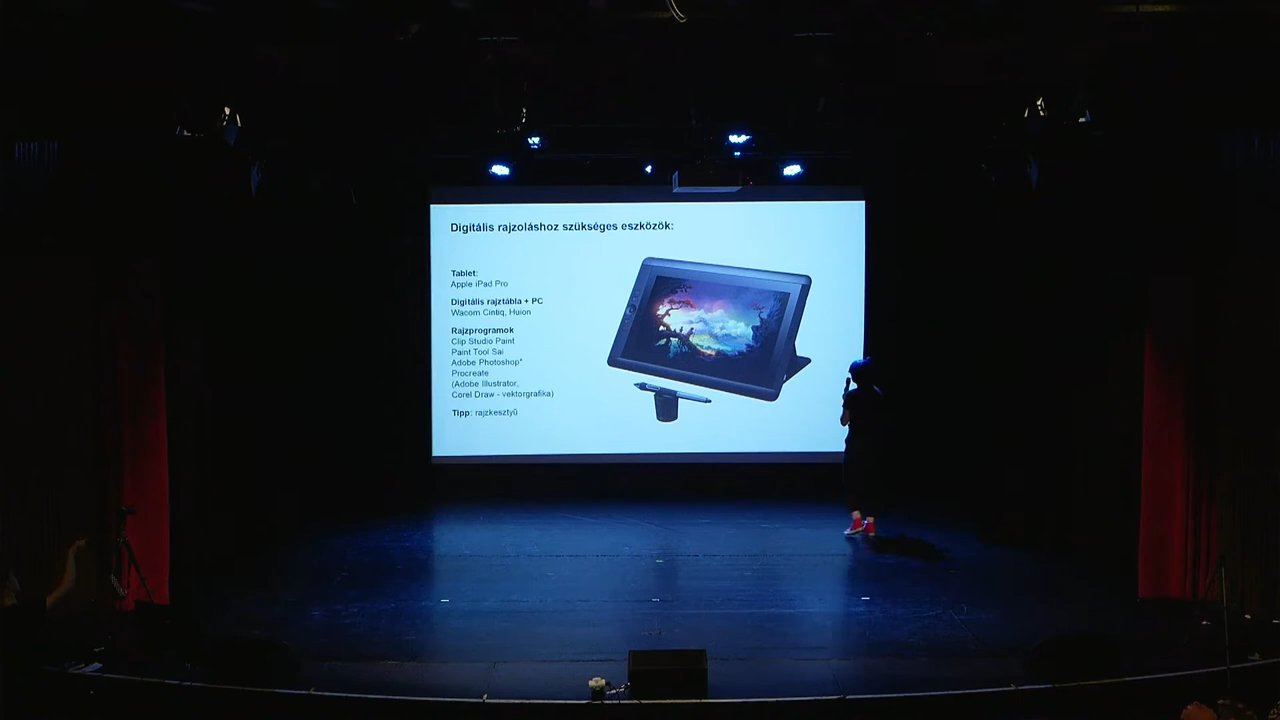 Digitális rajzoláshoz szükséges eszközök:
Tablet:
Apple iPad Pro
Digitális rajztábla + PC
Wacom Cintiq, Huion
Rajzprogramok
Clip Studio Paint
Paint Tool Sai
Adobe Photoshop*
Procreate
(Adobe Illustrator,
Corel Draw - vektorgrafika)
Tipp: rajzkesztyű